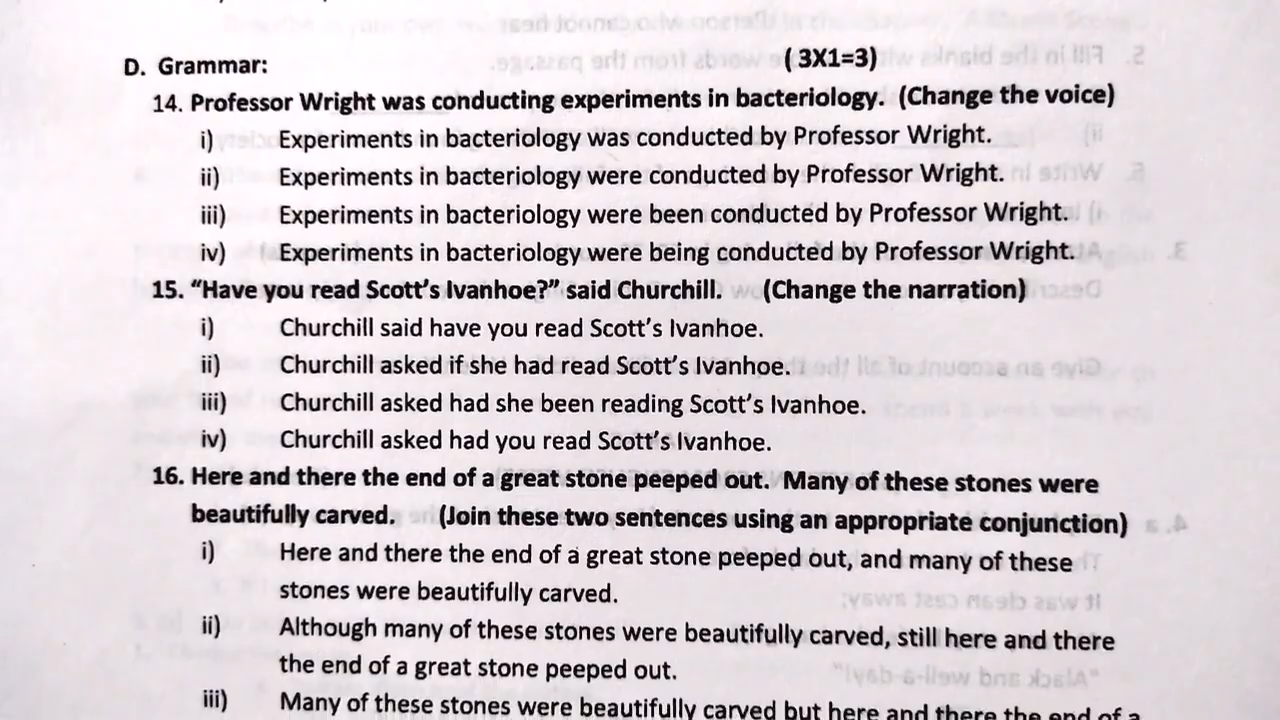 D. Grammar: ( 3X1=3)
14. Professor Wright was conducting experiments in bacteriology. (Change the voice)
i) Experiments in bacteriology was conducted by Professor Wright.
ii) Experiments in bacteriology were conducted by Professor Wright.
iii) Experiments in bacteriology were been conducted by Professor Wright.
iv) Experiments in bacteriology were being conducted by Professor Wright.
15. “Have you read Scott’s Ivanhoe?” said Churchill. (Change the narration)
i) Churchill said have you read Scott’s Ivanhoe.
ii) Churchill asked if she had read Scott’s Ivanhoe.
iii) Churchill asked had she been reading Scott’s Ivanhoe.
iv) Churchill asked had you read Scott’s Ivanhoe.
16. Here and there the end of a great stone peeped out. Many of these stones were
beautifully carved. (Join these two sentences using an appropriate conjunction)
i) Here and there the end of a great stone peeped out, and many of these
stones were beautifully carved.
ii) Although many of these stones were beautifully carved, still here and there
the end of a great stone peeped out.
iii) Many of these stones were beautifully carved but here and there the end of a